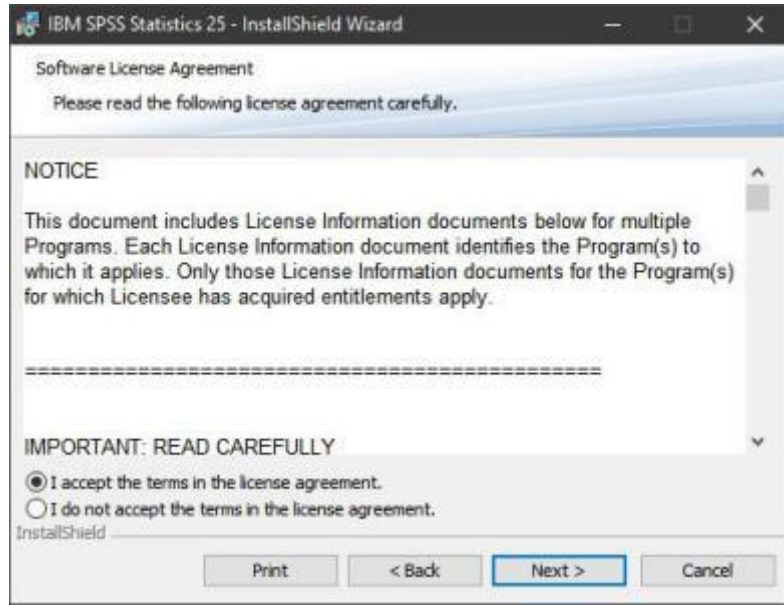 IBM SPSS Statistics 25 - InstallShield Wizard
Software License Agreement
Please read the following license agreement carefully.
NOTICE
This document includes License Information documents below for multiple
Programs. Each License Information document identifies the Program(s) to
which it applies. Only those License Information documents for the Program(s)
for which Licensee has acquired entitlements apply.
==============================================
IMPORTANT: READ CAREFULLY
I accept the terms in the license agreement.
I do not accept the terms in the license agreement.
InstallShield
Print
< Back
Next >
Cancel